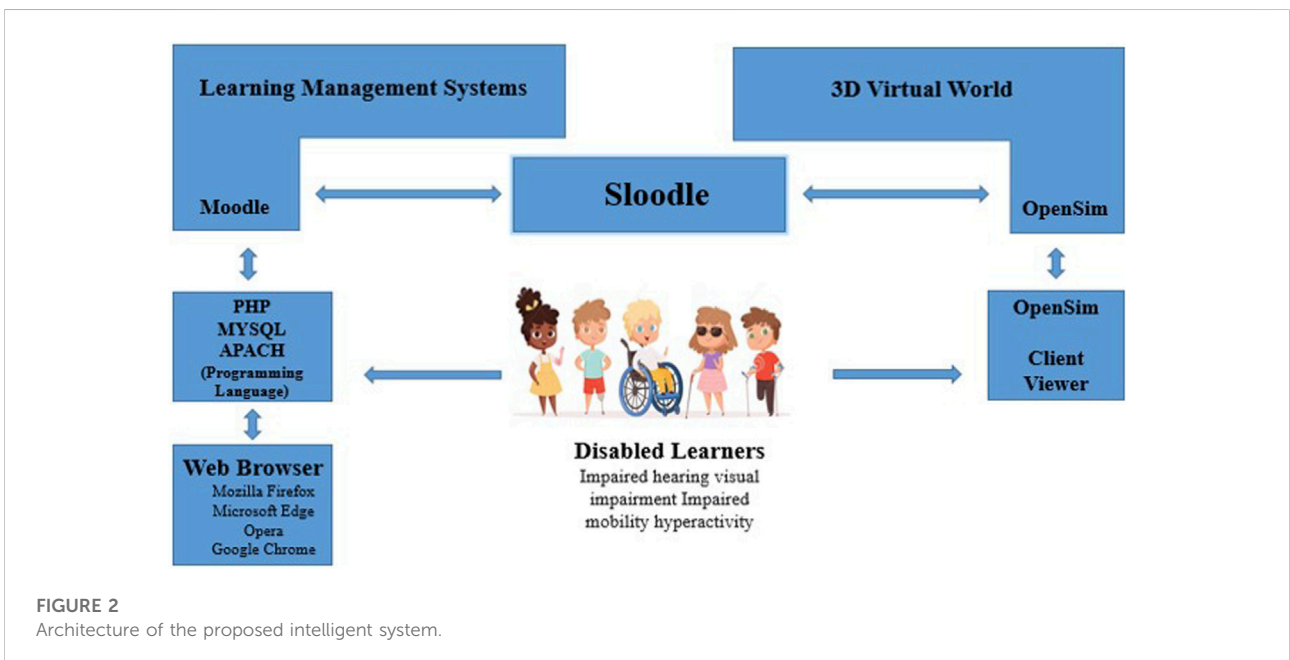 Learning Management Systems
Moodle
3D Virtual World
OpenSim
Sloodle
PHP
MYSQL
APACH
(Programming
Language)
OpenSim
Client
Viewer
Web Browser
Mozilla Firefox
Microsoft Edge
Opera
Google Chrome
Disabled Learners
Impaired hearing visual
impairment Impaired
mobility hyperactivity
FIGURE 2
Architecture of the proposed intelligent system.